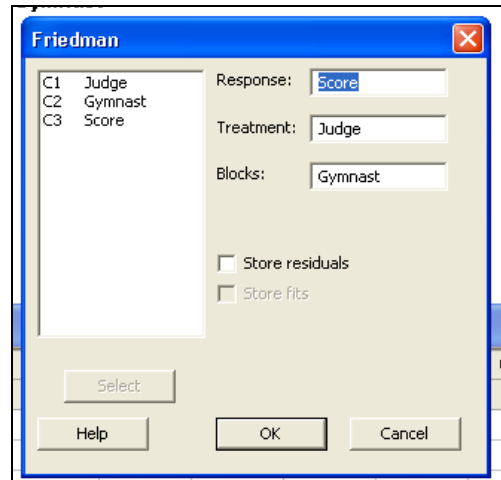 Friedman
C1 Judge
C2 Gymnast
C3 Score
Response: Score
Treatment: Judge
Blocks: Gymnast
Store residuals
Store fits
Select
Help OK Cancel